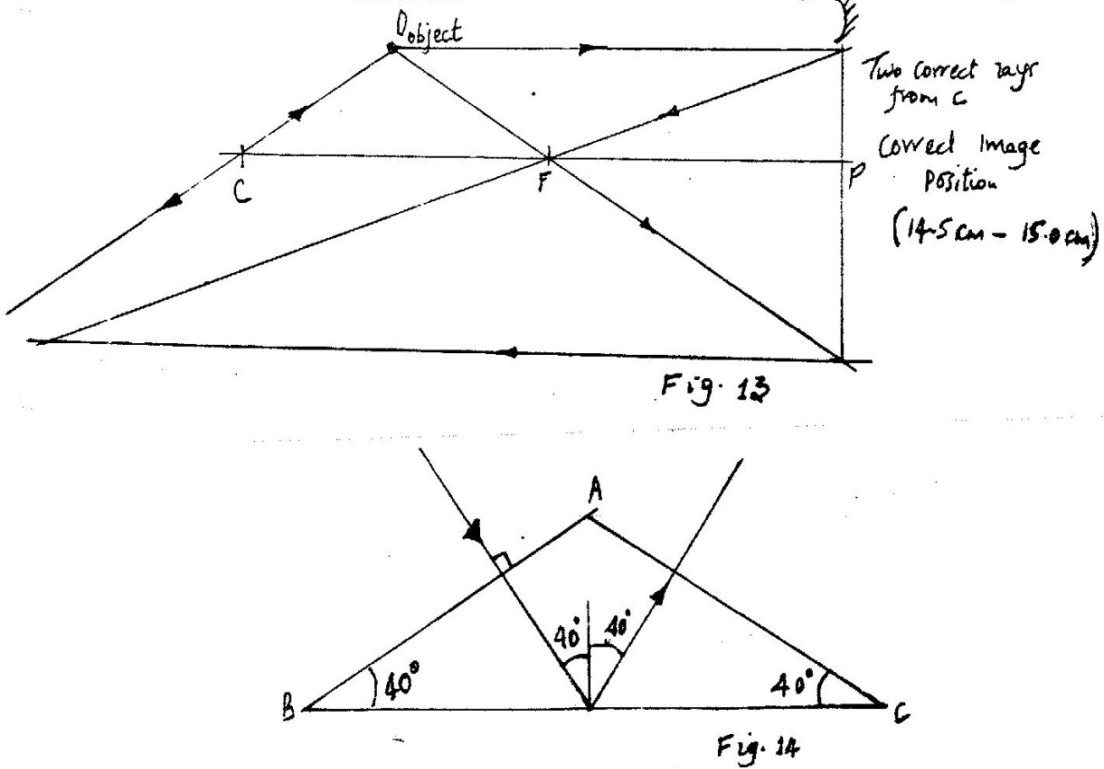 Oobject
Two correct rays
from C
Correct Image
Position
(14.5 cm - 15.0 cm)
C
F
P
Fig. 13
A
40° 40°
B 40°
40° C
Fig. 14